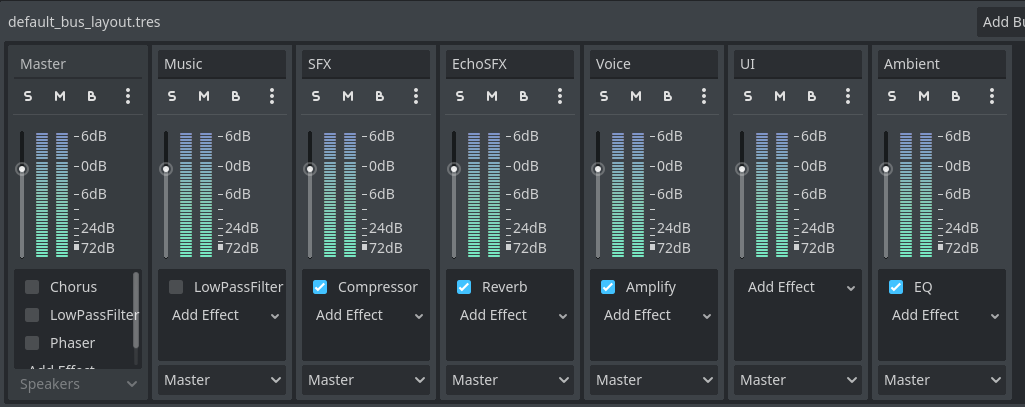 default_bus_layout.tres
Add Bu
Master Music SFX EchoSFX Voice UI Ambient
S M B S M B S M B S M B S M B S M B S M B
-6dB -6dB -6dB -6dB -6dB -6dB -6dB
-0dB -0dB -0dB -0dB -0dB -0dB -0dB
-6dB -6dB -6dB -6dB -6dB -6dB -6dB
24dB 24dB 24dB 24dB 24dB 24dB 24dB
72dB 72dB 72dB 72dB 72dB 72dB 72dB
Chorus LowPassFilter Compressor Reverb Amplify Add Effect EQ
LowPassFilter Add Effect Add Effect Add Effect Add Effect Add Effect
Phaser
Add Effect
Speakers Master Master Master Master Master Master